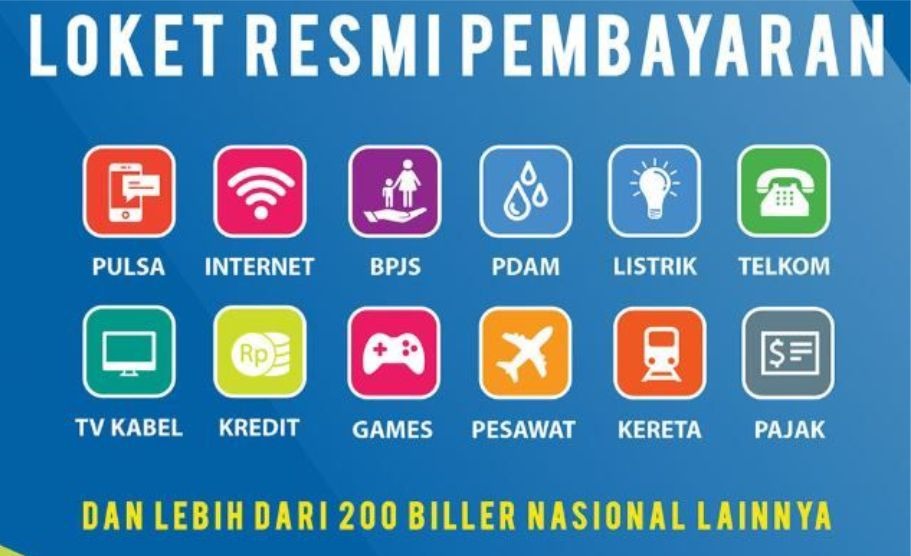 LOKET RESMI PEMBAYARAN
PULSA INTERNET BPJS PDAM LISTRIK TELKOM
Rp $
TV KABEL KREDIT GAMES PESAWAT KERETA PAJAK
DAN LEBIH DARI 200 BILLER NASIONAL LAINNYA